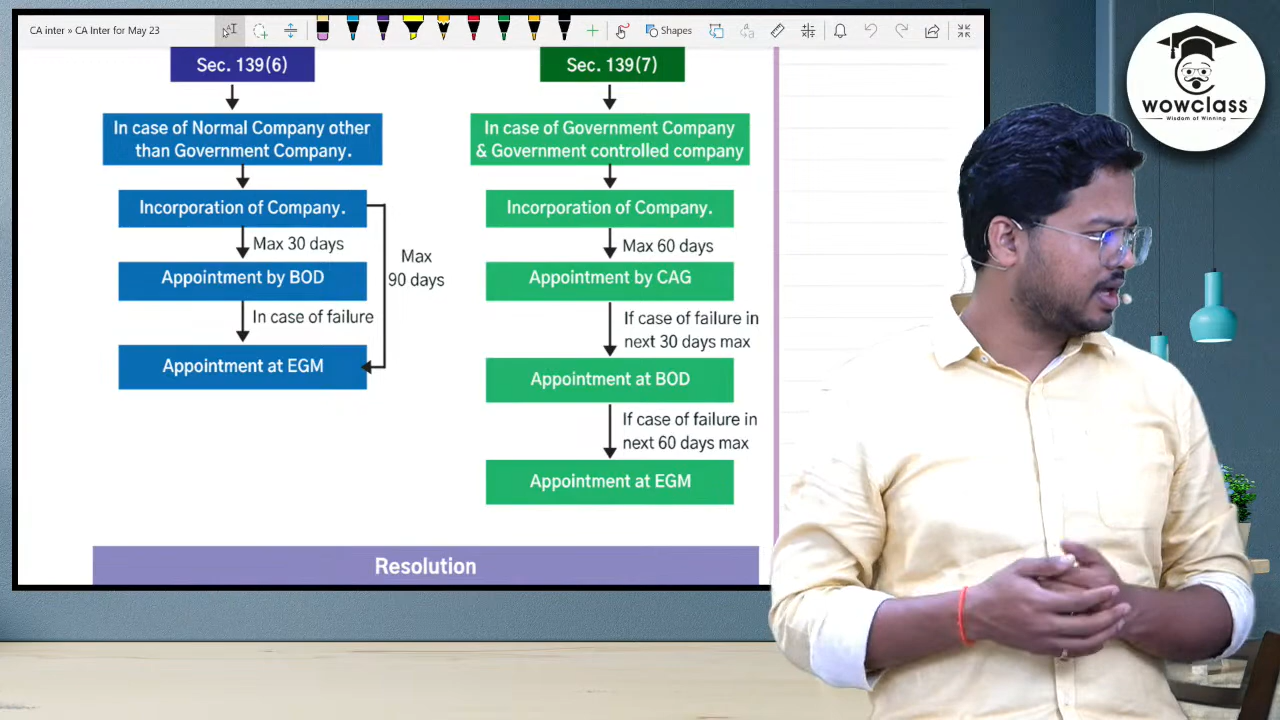 CA inter » CA Inter for May 23
Shapes
wowclass
Wisdom of Winning
Sec. 139(6)
In case of Normal Company other
than Government Company.
Incorporation of Company.
Max 30 days
Max
90 days
Appointment by BOD
In case of failure
Appointment at EGM
Sec. 139(7)
In case of Government Company
& Government controlled company
Incorporation of Company.
Max 60 days
Appointment by CAG
If case of failure in
next 30 days max
Appointment at BOD
If case of failure in
next 60 days max
Appointment at EGM
Resolution